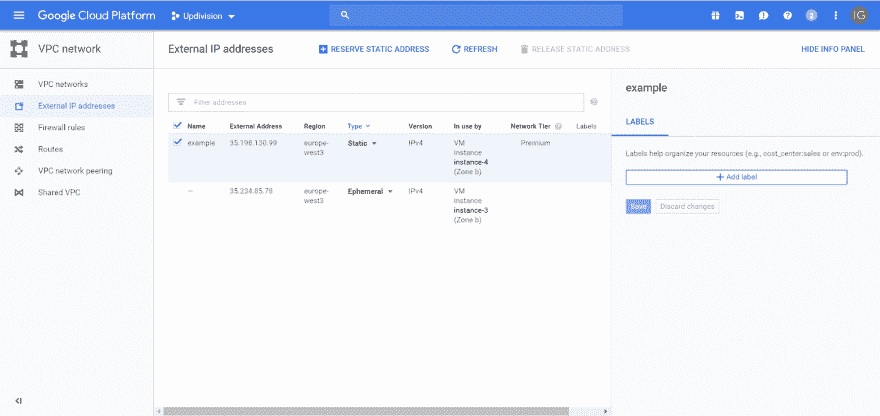 Google Cloud Platform
Updivision
IG
VPC network
External IP addresses
RESERVE STATIC ADDRESS
REFRESH
RELEASE STATIC ADDRESS
HIDE INFO PANEL
VPC networks
External IP addresses
Firewall rules
Routes
VPC network peering
Shared VPC
Filter addresses
Name External Address Region Type Version In use by Network Tier Labels
example 35.198.130.99 europe- Static IPv4 VM Premium
west3 instance
instance-4
(Zone b)
— 35.234.85.78 europe- Ephemeral IPv4 VM
west3 instance
instance-3
(Zone b)
example
LABELS
Labels help organize your resources (e.g., cost_center:sales or env:prod).
Add label
Save Discard changes